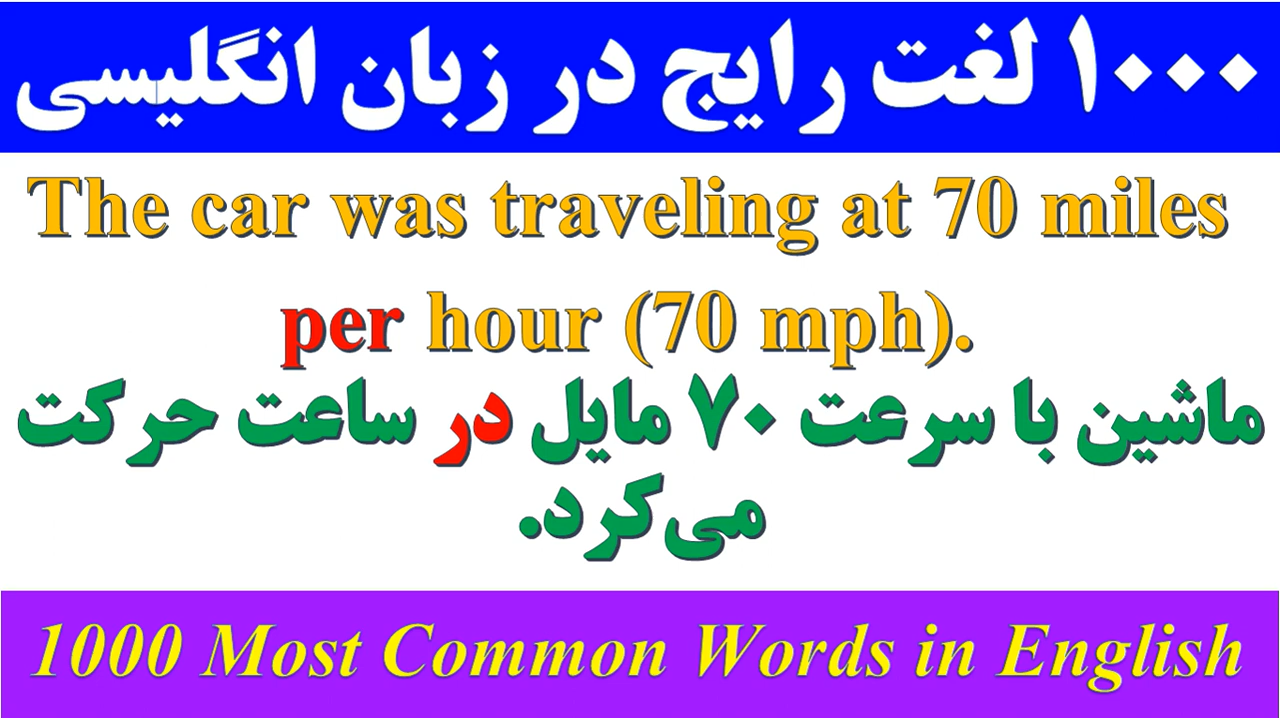 ۱۰۰۰ لغت رایج در زبان انگلیسی
The car was traveling at 70 miles
per hour (70 mph).
ماشین با سرعت ۷۰ مایل در ساعت حرکت
می‌کرد.
1000 Most Common Words in English